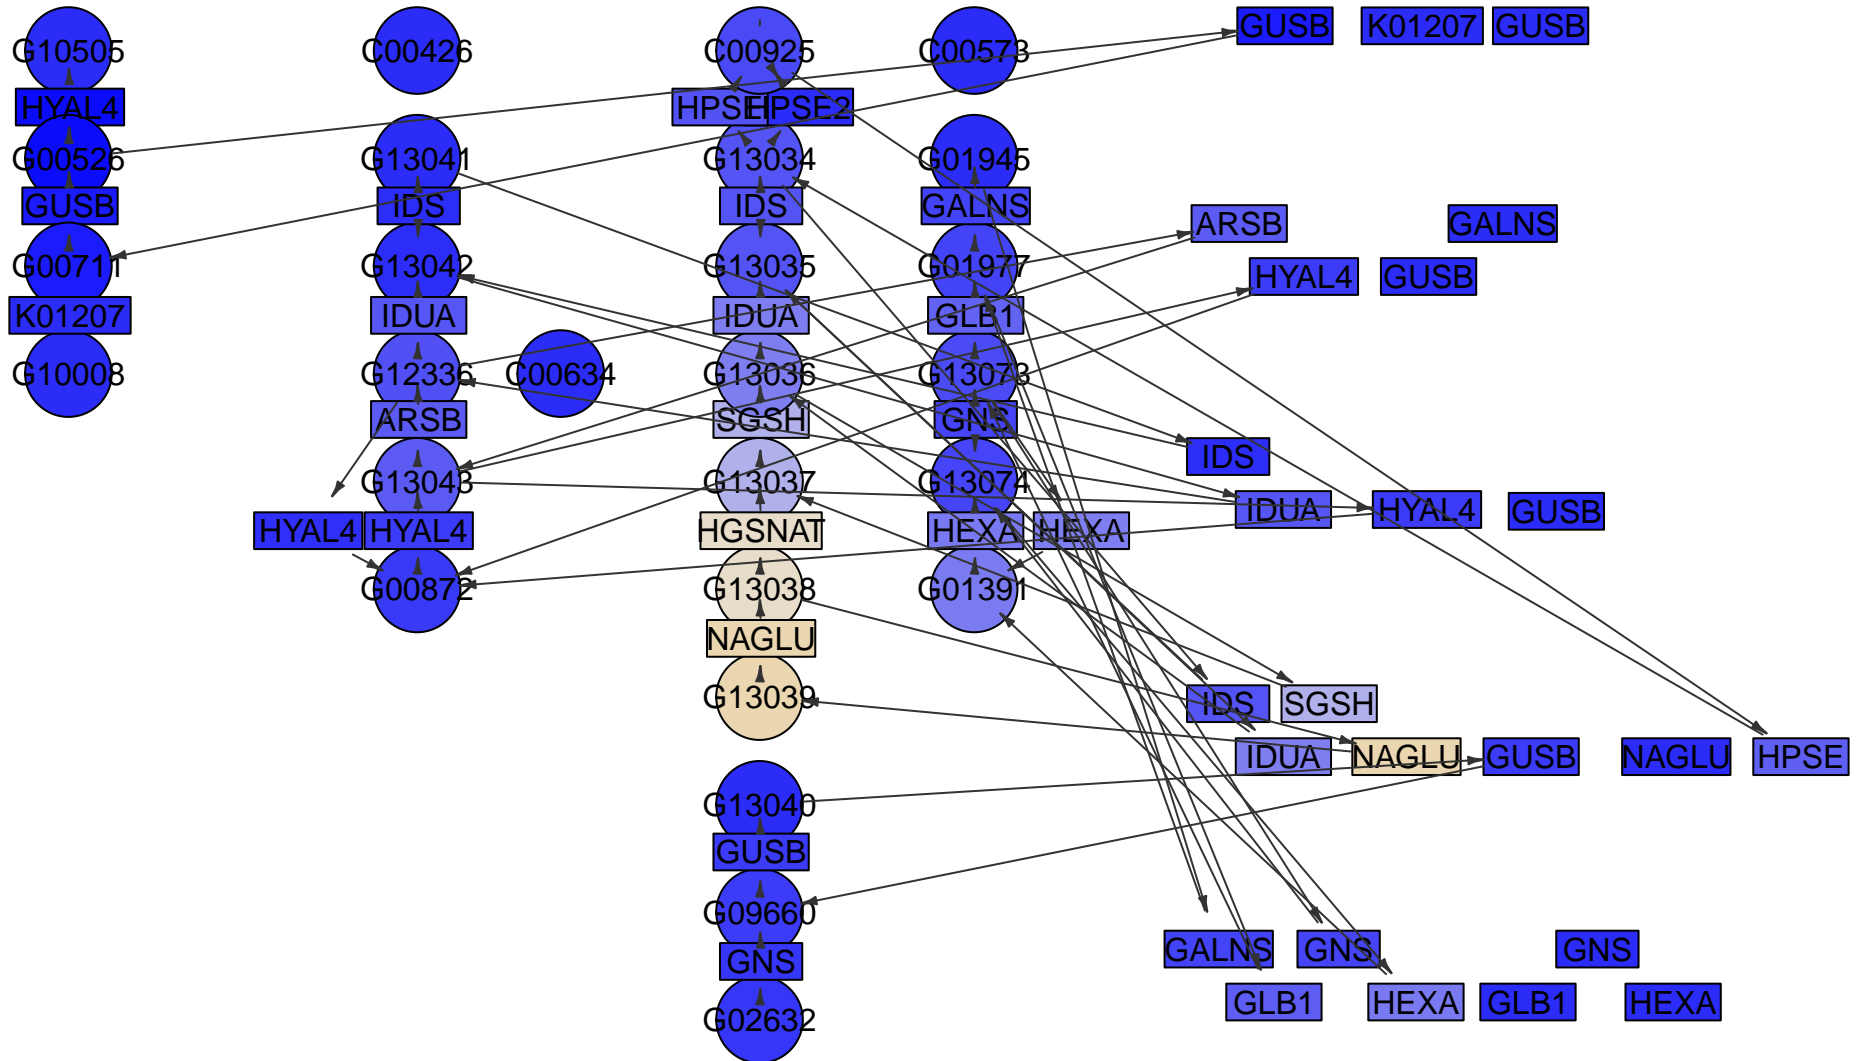 G10505 C00426 C00925 C00573 GUSB K01207 GUSB
HYAL4 HPSE HPSE2
G00526 G13041 G13034 G01945
GUSB IDS IDS GALNS ARSB GALNS
G00711 G13042 G13035 G01977 HYAL4 GUSB
K01207 IDUA IDUA GLB1
G10008 G12336 C00634 G13036 G13073
ARSB SGSH GNS
IDS
G13043 G13037 G13074
IDUA HYAL4 GUSB
HYAL4 HYAL4 HGSNAT HEXA HEXA
G00872 G13038 G01391
NAGLU
G13039 IDS SGSH
IDUA NAGLU GUSB NAGLU HPSE
G13040
GUSB
G09660
GNS GALNS GNS GNS
GLB1 HEXA GLB1 HEXA
G02632